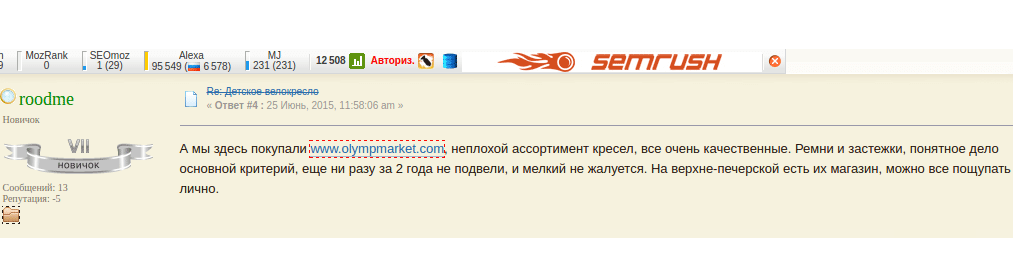 MozRank SEOmoz Alexa MJ
9 0 1 (29) 95 549 ( 6 578) 231 (231) 12 508 Авториз. SEMRUSH
roodme
Новичок
VII
НОВИЧОК
Сообщений: 13
Репутация: -5
Re: Детское велокресло
« Ответ #4 : 25 Июнь, 2015, 11:58:06 am »
А мы здесь покупали www.olympmarket.com, неплохой ассортимент кресел, все очень качественные. Ремни и застежки, понятное дело
основной критерий, еще ни разу за 2 года не подвели, и мелкий не жалуется. На верхне-печерской есть их магазин, можно все пощупать
лично.